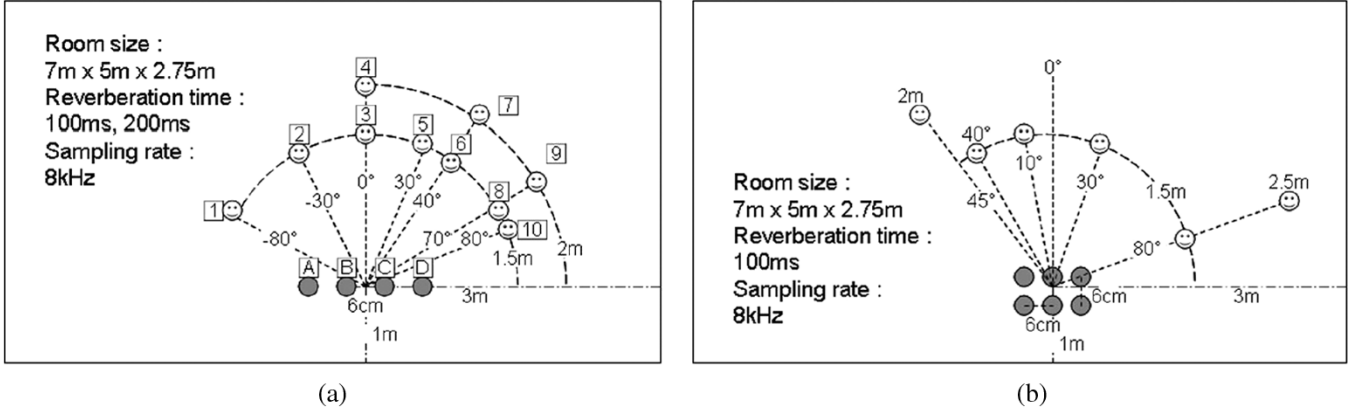 Room size :
7m x 5m x 2.75m
Reverberation time :
100ms, 200ms
Sampling rate :
8kHz
4
7
3
2
5
6
9
0°
30°
-30°
40°
8
1
10
-80°
70°
80°
1.5m
2m
A
B
C
D
6cm
3m
1m
(a)
0°
2m
40°
10°
30°
45°
1.5m
2.5m
80°
Room size :
7m x 5m x 2.75m
Reverberation time :
100ms
Sampling rate :
8kHz
6cm
3m
6cm
1m
(b)